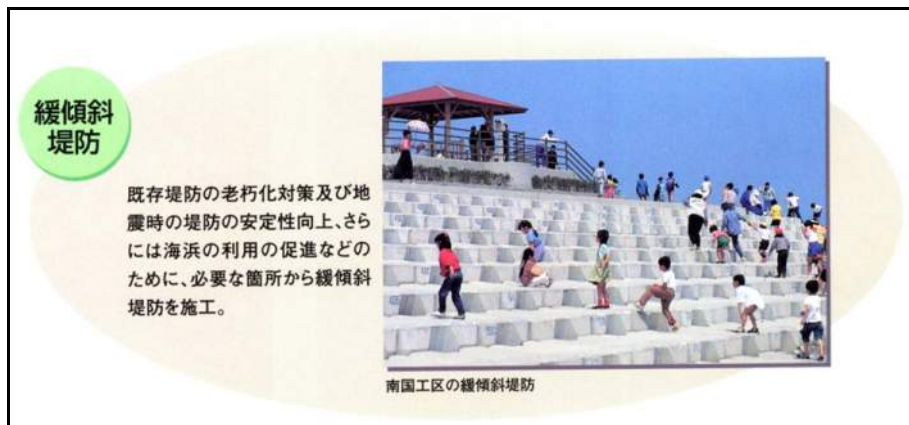 緩傾斜
堤防
既存堤防の老朽化対策及び地
震時の堤防の安定性向上、さら
には海浜の利用の促進などの
ために、必要な箇所から緩傾斜
堤防を施工。
南国工区の緩傾斜堤防